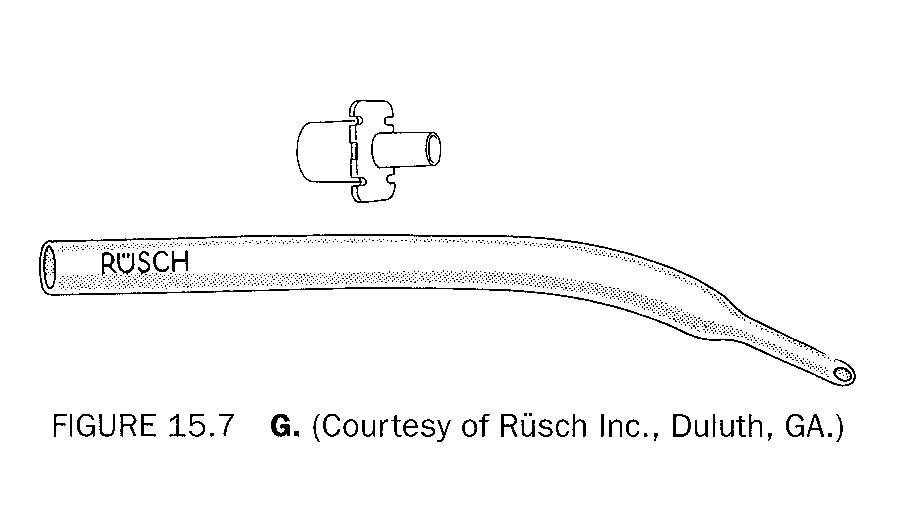 RÜSCH
FIGURE 15.7 G. (Courtesy of Rüsch Inc., Duluth, GA.)